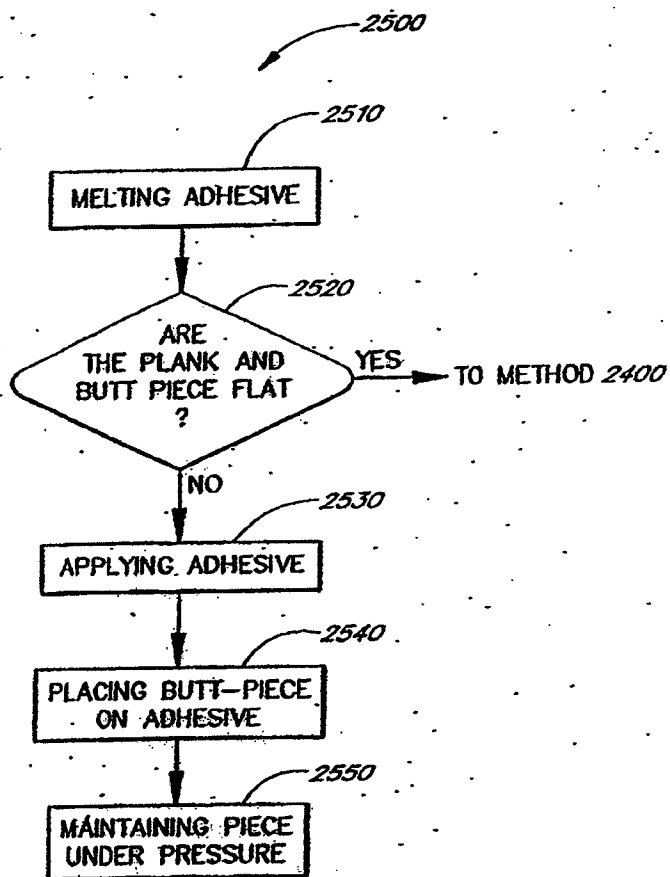 2500
2510
MELTING ADHESIVE
2520
ARE
THE PLANK AND
BUTT PIECE FLAT
?
YES
TO METHOD 2400
NO
2530
APPLYING ADHESIVE
2540
PLACING BUTT-PIECE
ON ADHESIVE
2550
MAINTAINING PIECE
UNDER PRESSURE